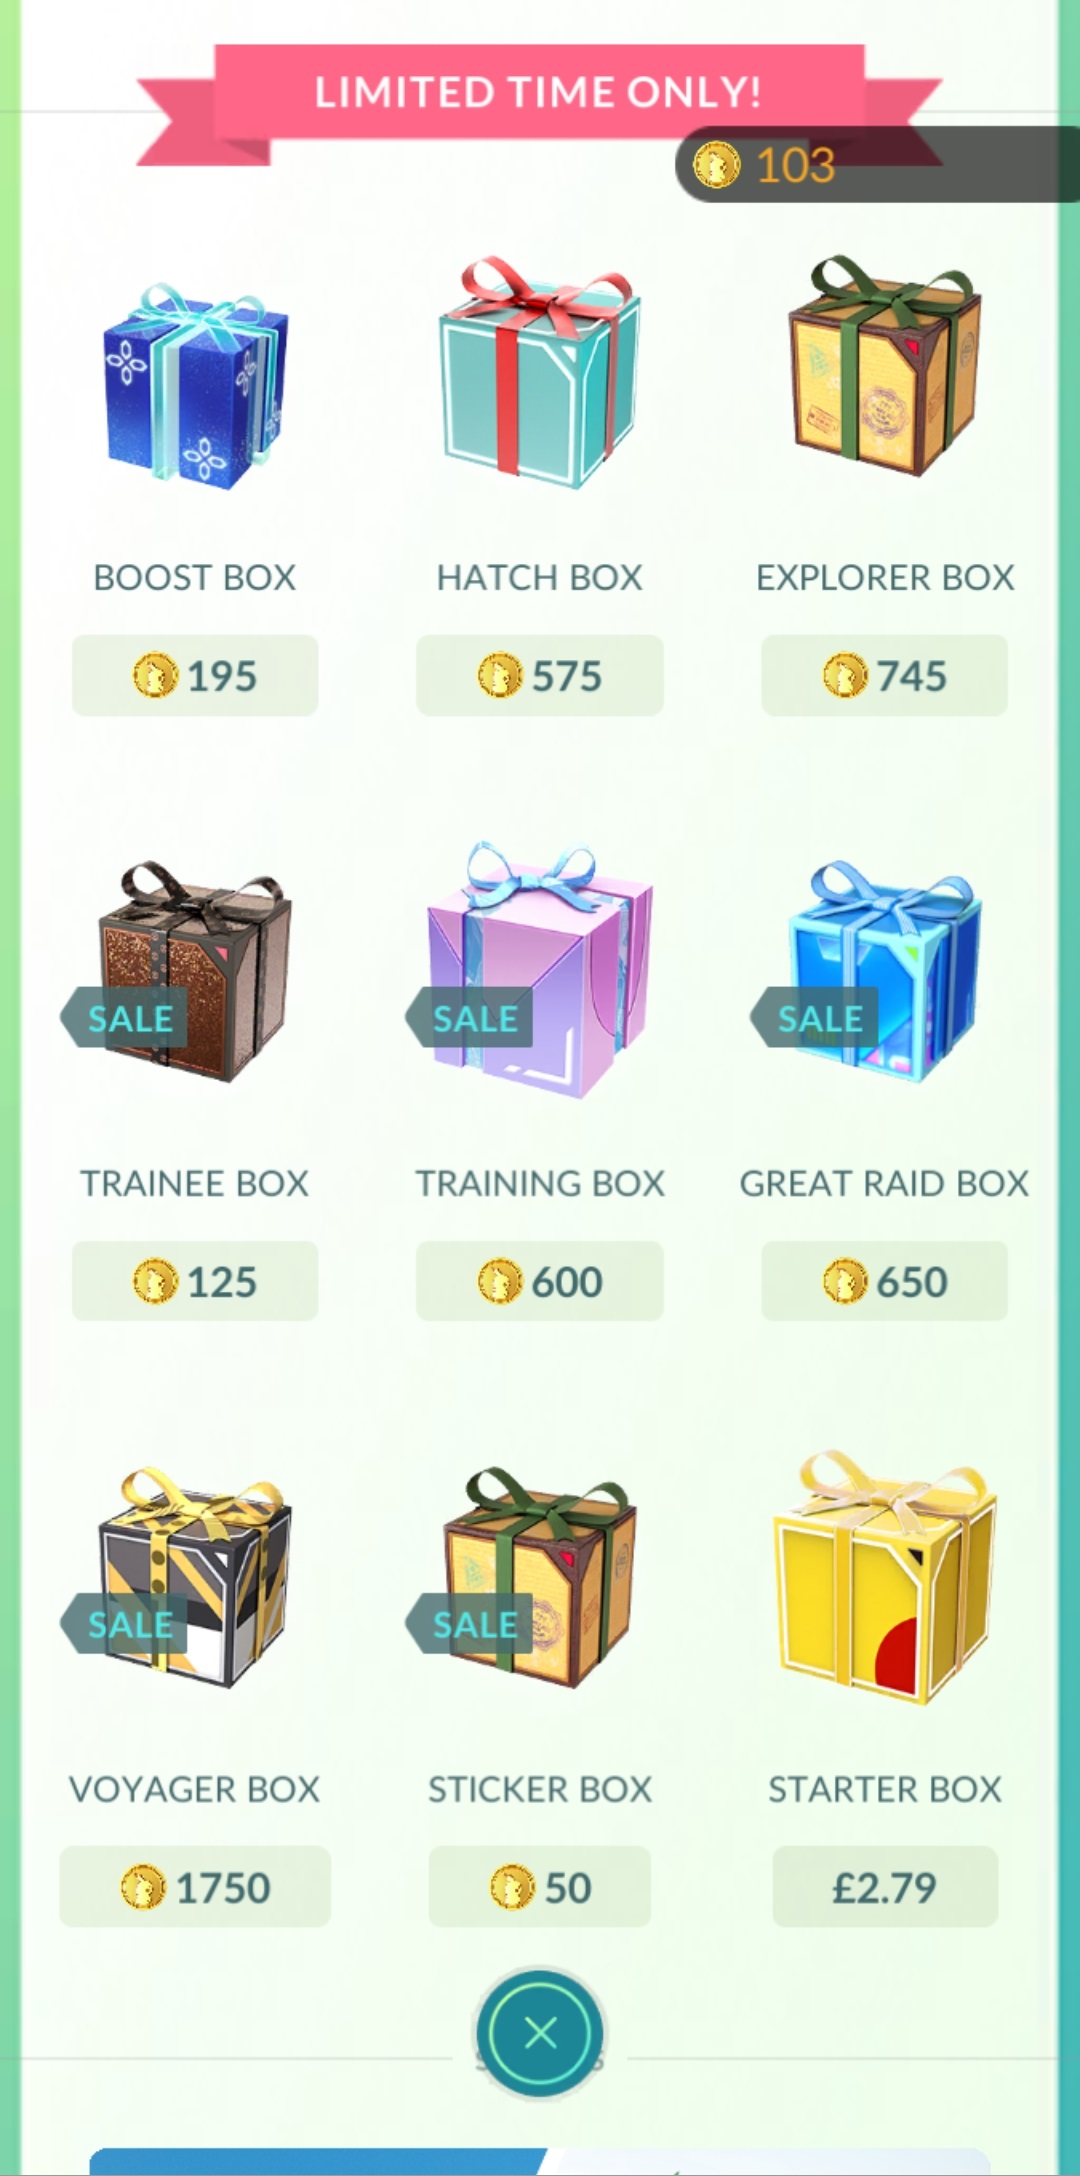 LIMITED TIME ONLY!
103
BOOST BOX
HATCH BOX
EXPLORER BOX
195
575
745
SALE
SALE
SALE
TRAINEE BOX
TRAINING BOX
GREAT RAID BOX
125
600
650
SALE
SALE
VOYAGER BOX
STICKER BOX
STARTER BOX
1750
50
£2.79